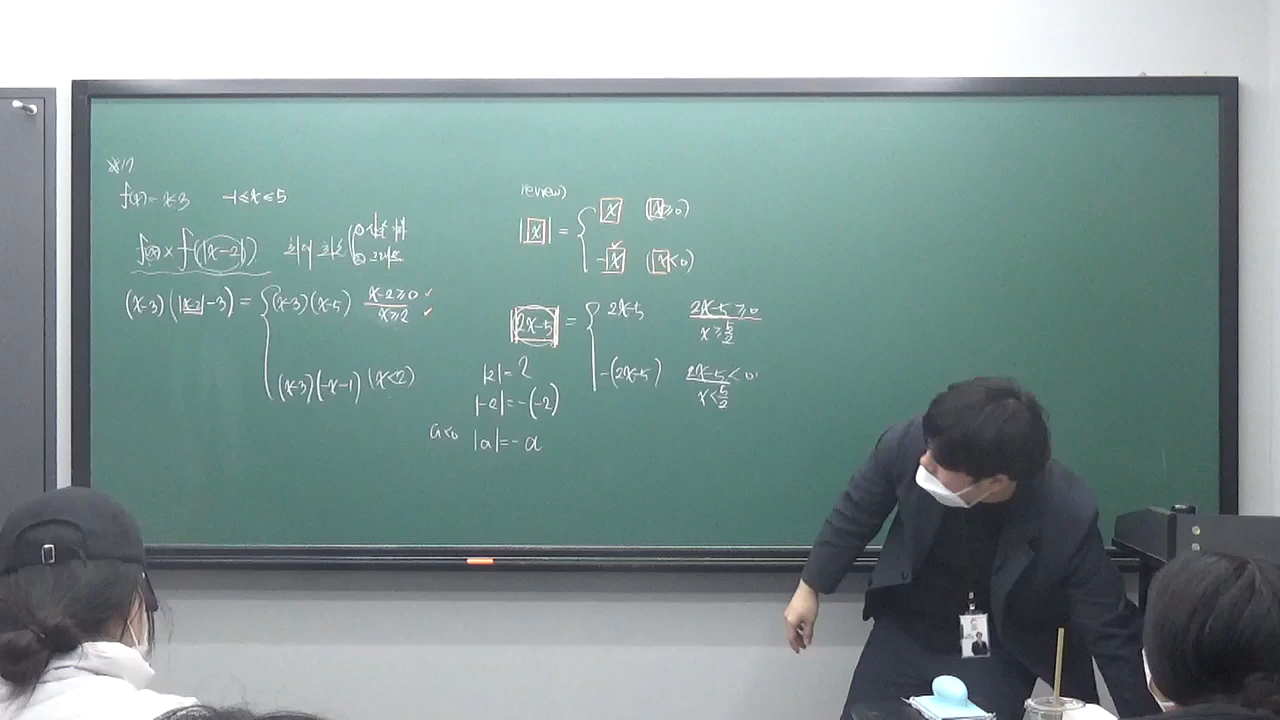 ※17
f(x)=x-3 -1≤x≤5
f(x)×f(|x-2|)
(x-3)(|x-2|-3)= { (x-3)(x-5) x-2≥0
x≥2
(x-3)(-x-1) (x<2)
review)
|x| = { x (x≥0)
-x (x<0)
|2x-5| = { 2x-5 2x-5≥0
x≥5/2
-(2x-5) 2x-5<0
x<5/2
|2|=2
|-2|=-(-2)
a<0 |a|=-a